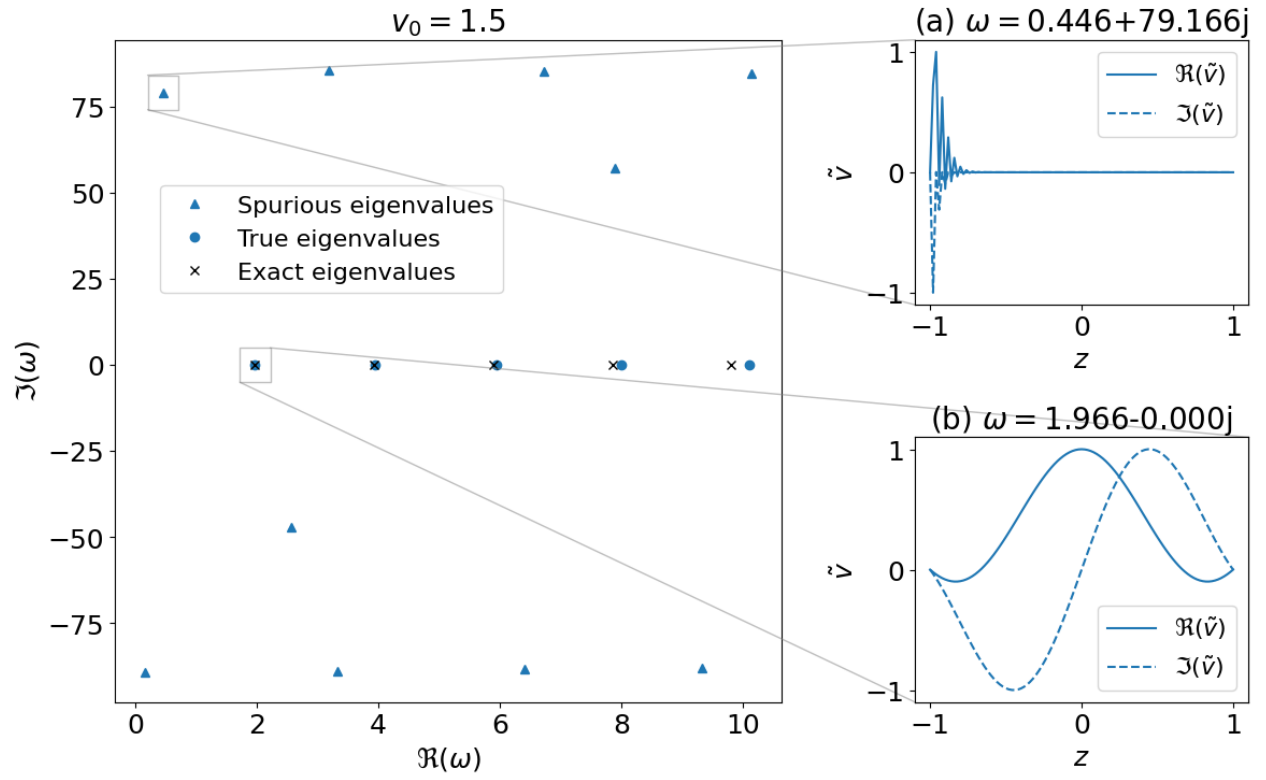 v₀ = 1.5
75
50
25
0
−25
−50
−75
ℑ(ω)
Spurious eigenvalues
True eigenvalues
Exact eigenvalues
0 2 4 6 8 10
ℜ(ω)
(a) ω = 0.446+79.166j
1
0
−1
ṽ
ℜ(ṽ)
ℑ(ṽ)
−1 0 1
z
(b) ω = 1.966-0.000j
1
0
−1
ṽ
ℜ(ṽ)
ℑ(ṽ)
−1 0 1
z